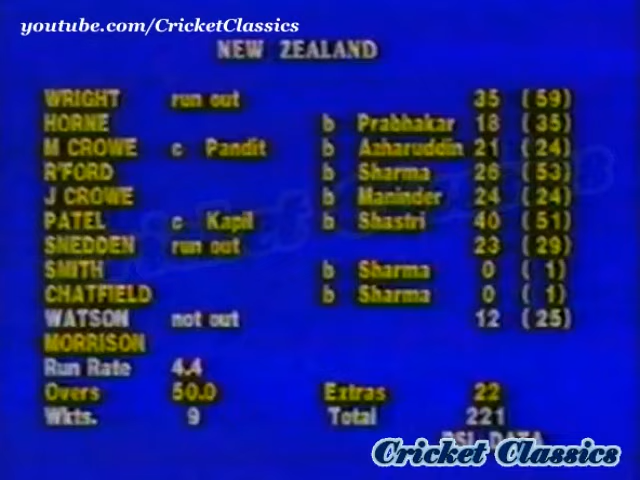 youtube.com/CricketClassics
NEW ZEALAND
WRIGHT run out 35 (59)
HORNE b Prabhakar 18 (35)
M CROWE c Pandit b Azharuddin 21 (24)
R'FORD b Sharma 26 (53)
J CROWE b Maninder 24 (24)
PATEL c Kapil b Shastri 40 (51)
SNEDDEN run out 23 (29)
SMITH b Sharma 0 ( 1)
CHATFIELD b Sharma 0 ( 1)
WATSON not out 12 (25)
MORRISON
Run Rate 4.4
Overs 50.0 Extras 22
Wkts. 9 Total 221
DATA
Cricket Classics